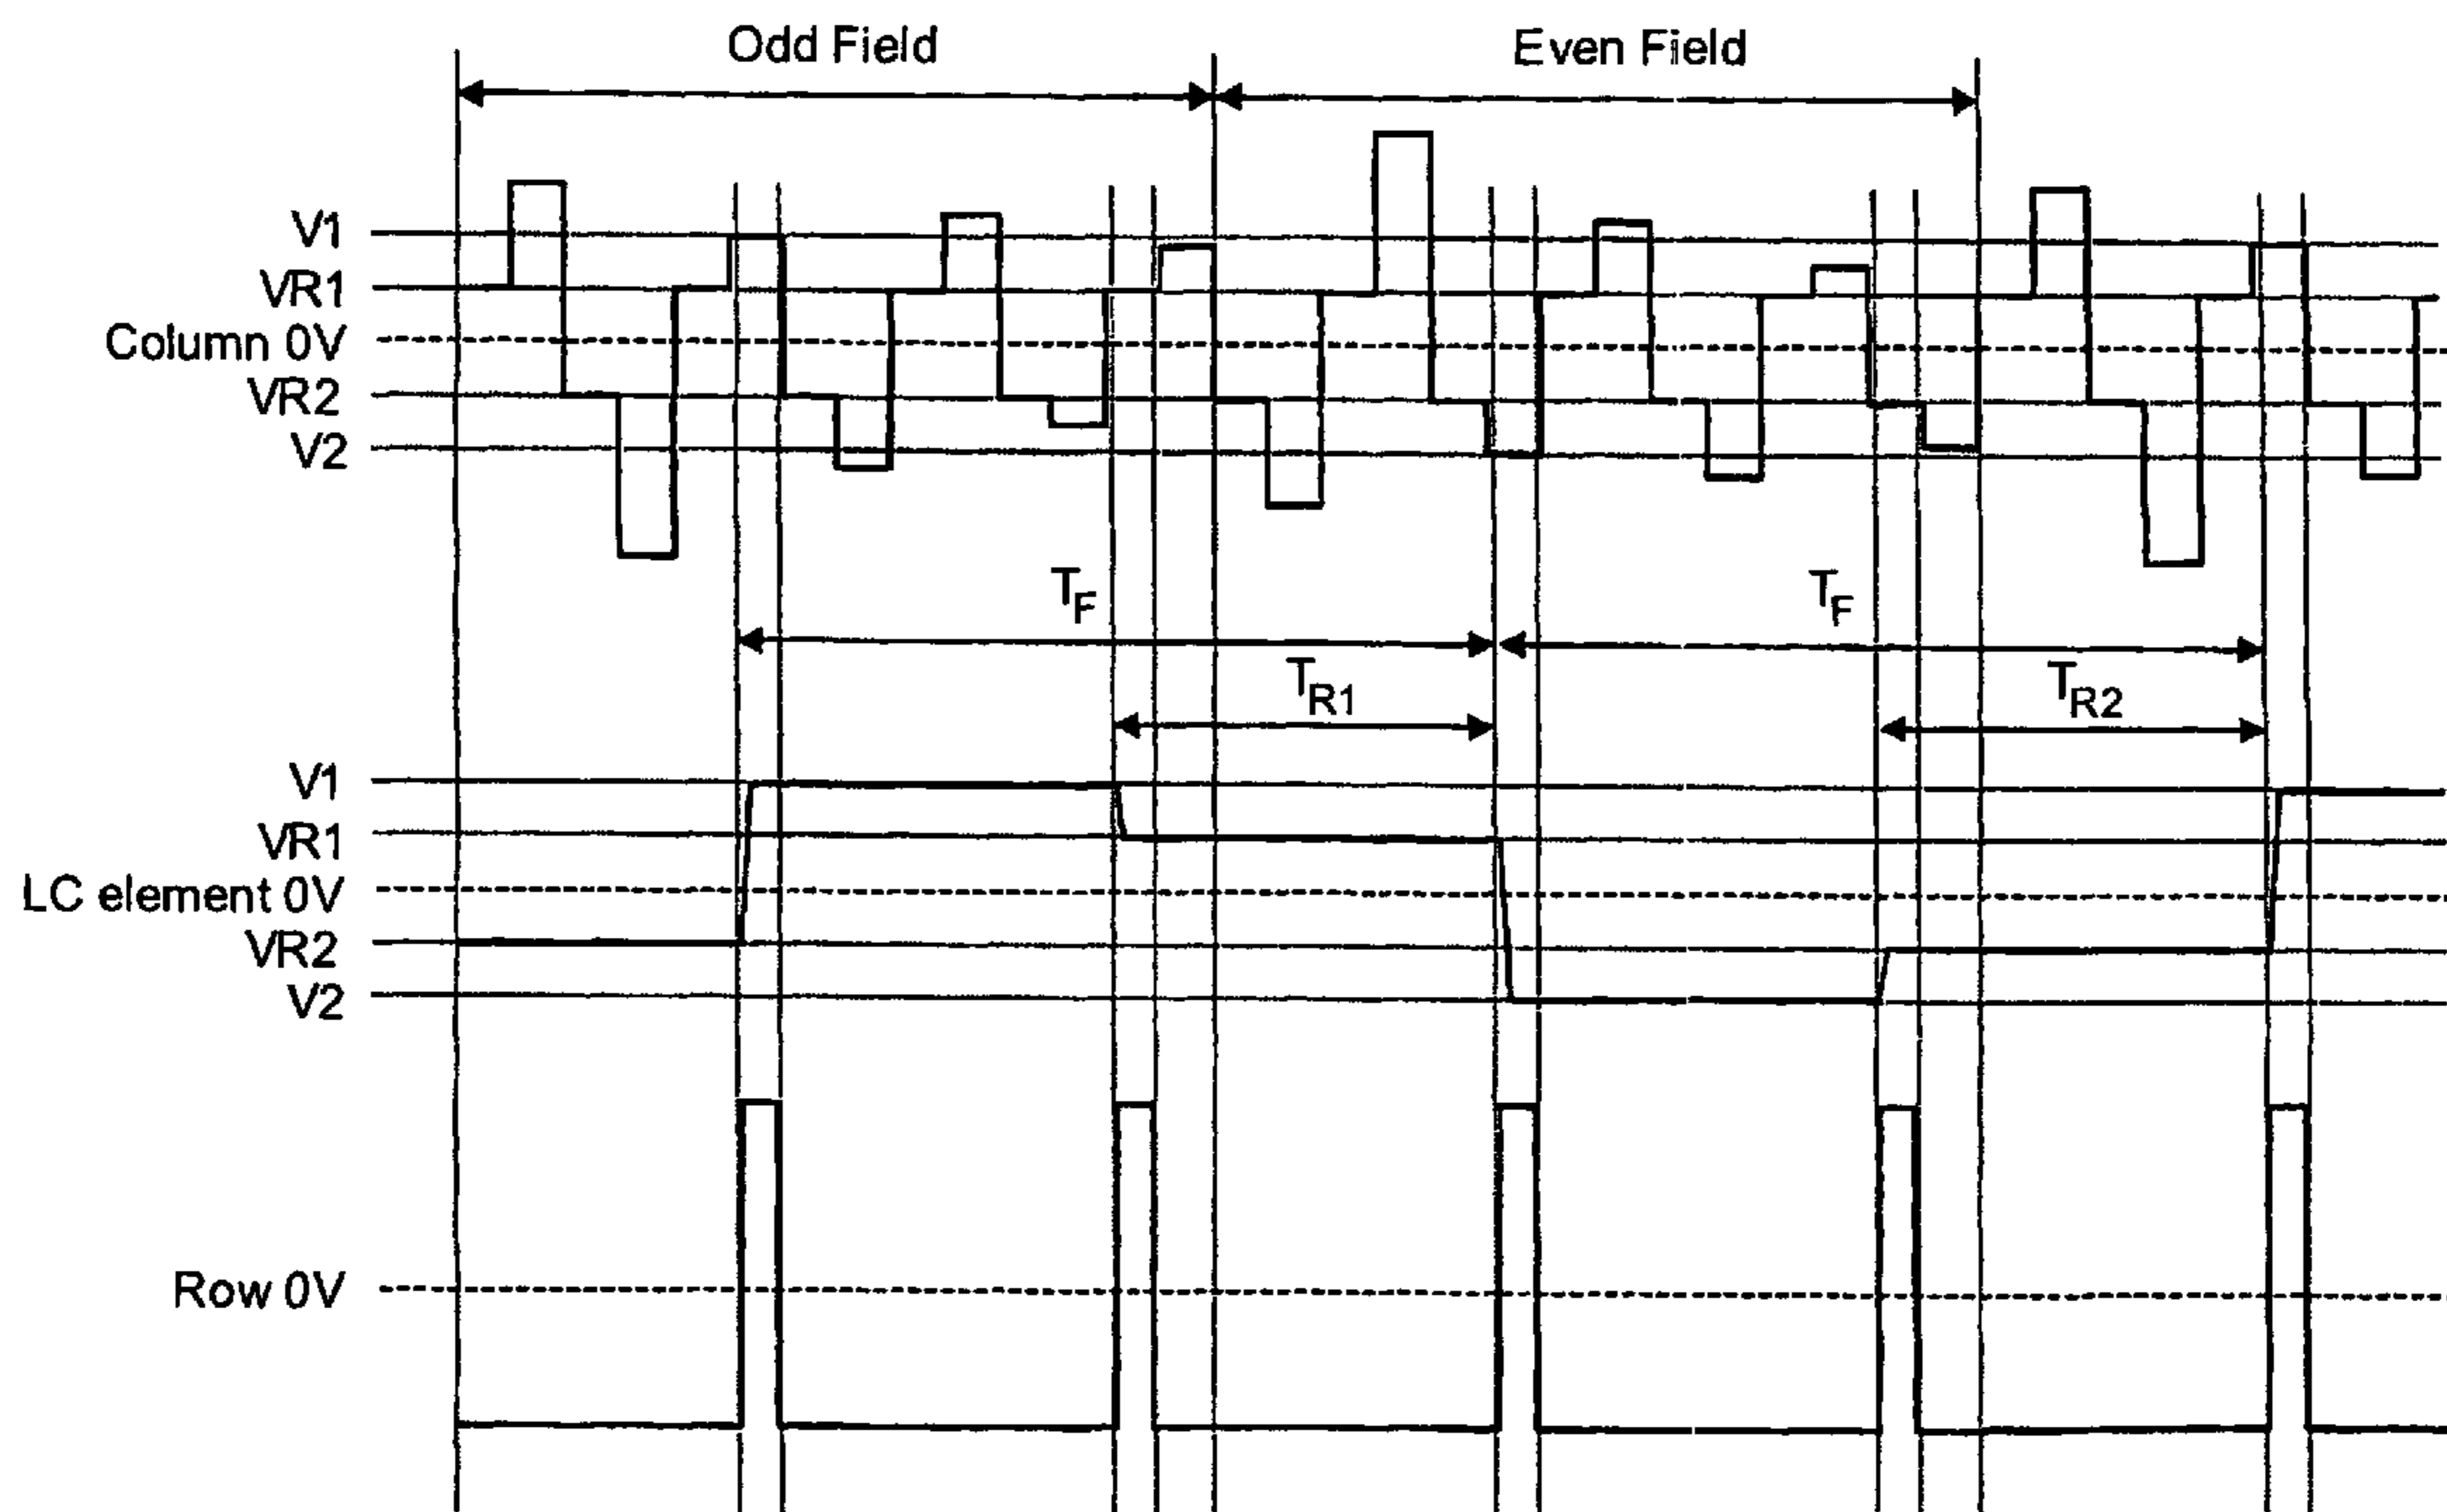 Odd Field
Even Field
V1
VR1
Column 0V
VR2
V2
TF
TF
TR1
TR2
V1
VR1
LC element 0V
VR2
V2
Row 0V